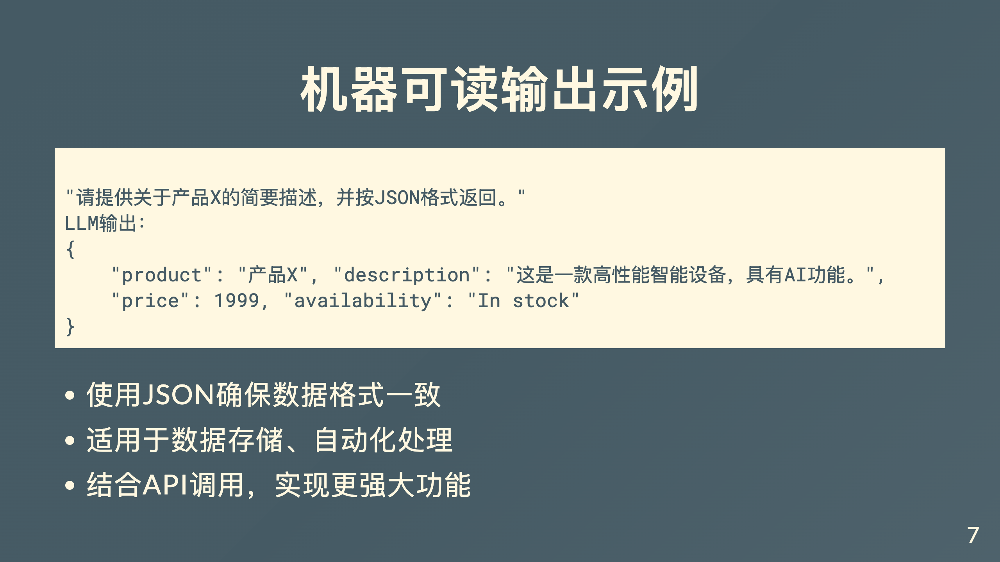 机器可读输出示例
"请提供关于产品X的简要描述，并按JSON格式返回。"
LLM输出：
{
    "product": "产品X", "description": "这是一款高性能智能设备，具有AI功能。",
    "price": 1999, "availability": "In stock"
}
• 使用JSON确保数据格式一致
• 适用于数据存储、自动化处理
• 结合API调用，实现更强大功能
7